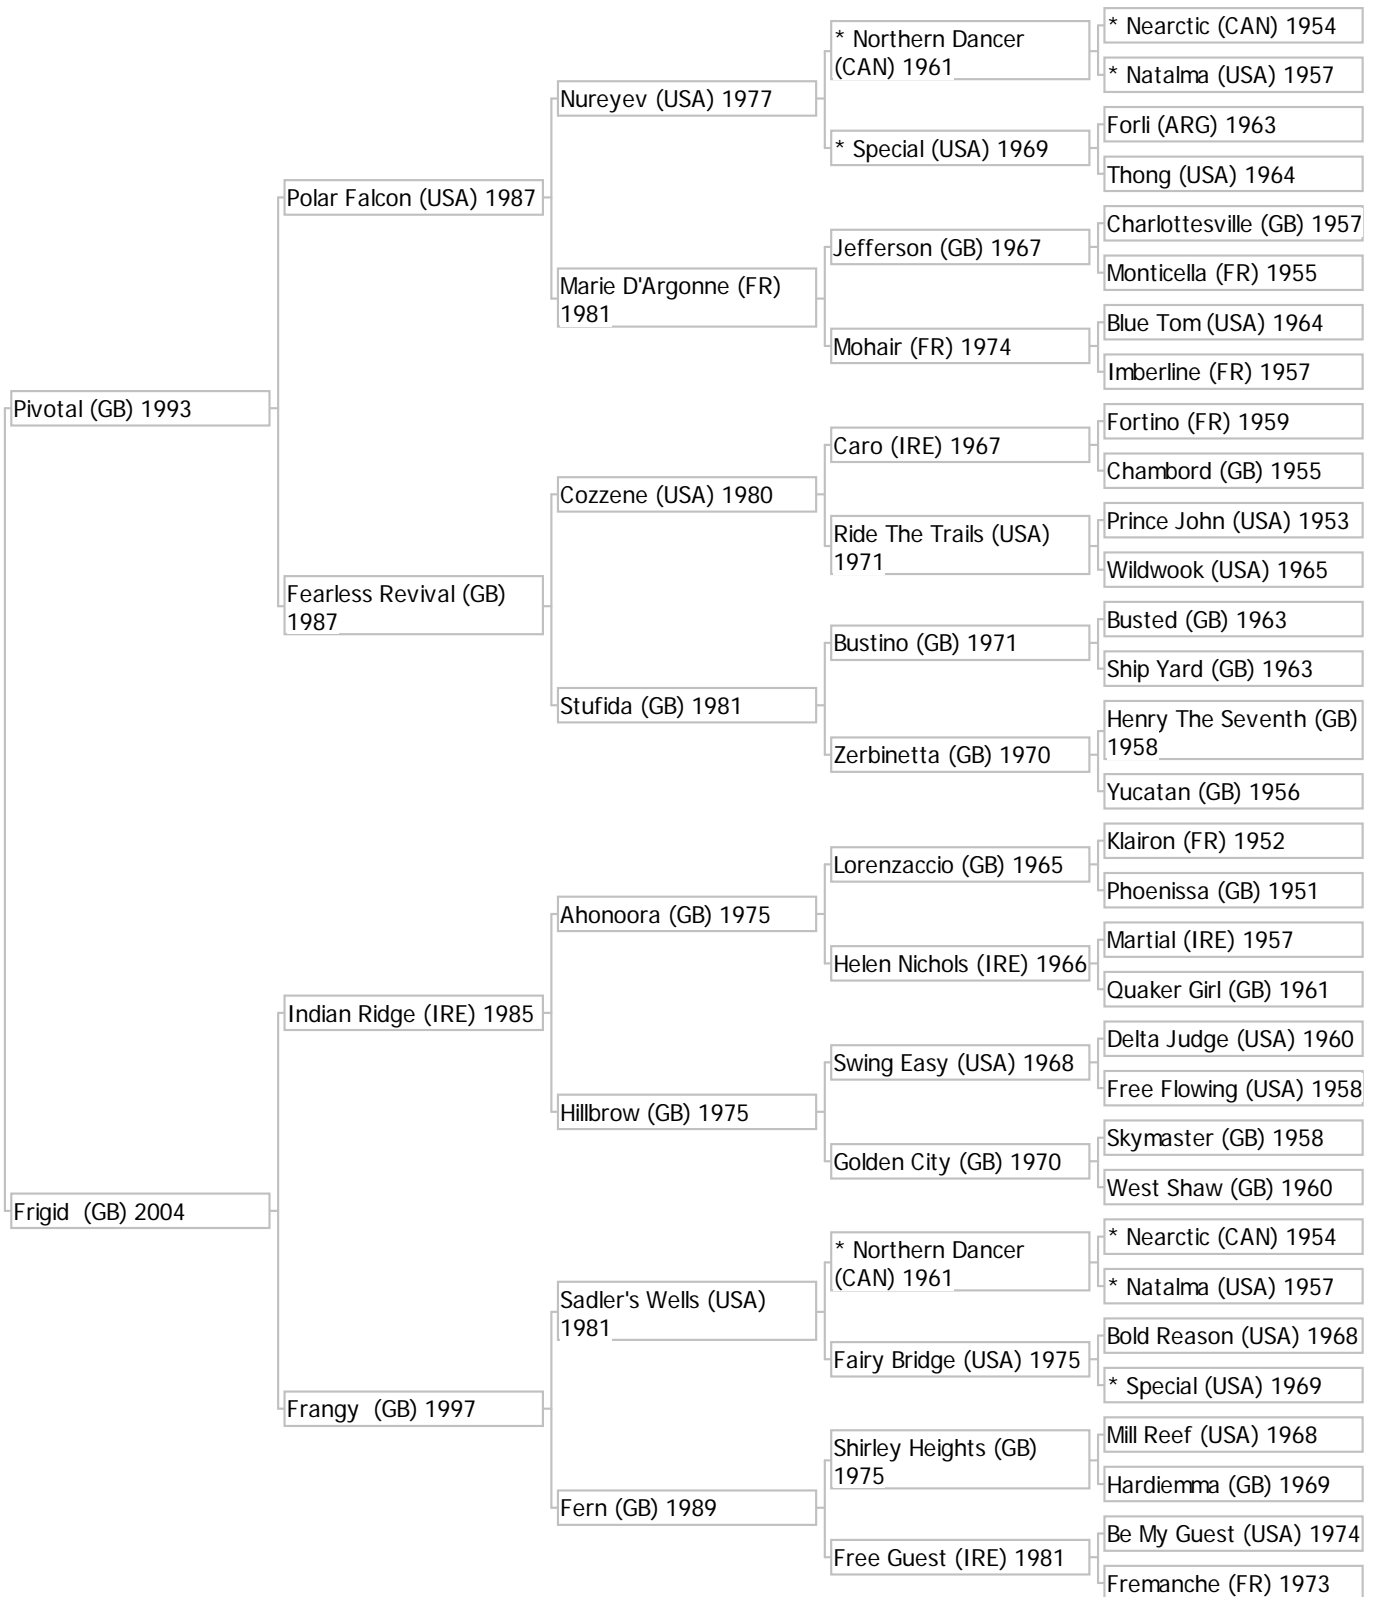 Pivotal (GB) 1993
Polar Falcon (USA) 1987
Nureyev (USA) 1977
* Northern Dancer
(CAN) 1961
* Nearctic (CAN) 1954
* Natalma (USA) 1957
* Special (USA) 1969
Forli (ARG) 1963
Thong (USA) 1964
Marie D'Argonne (FR)
1981
Jefferson (GB) 1967
Charlottesville (GB) 1957
Monticella (FR) 1955
Mohair (FR) 1974
Blue Tom (USA) 1964
Imberline (FR) 1957
Fearless Revival (GB)
1987
Cozzene (USA) 1980
Caro (IRE) 1967
Fortino (FR) 1959
Chambord (GB) 1955
Ride The Trails (USA)
1971
Prince John (USA) 1953
Wildwook (USA) 1965
Stufida (GB) 1981
Bustino (GB) 1971
Busted (GB) 1963
Ship Yard (GB) 1963
Zerbinetta (GB) 1970
Henry The Seventh (GB)
1958
Yucatan (GB) 1956
Frigid (GB) 2004
Indian Ridge (IRE) 1985
Ahonoora (GB) 1975
Lorenzaccio (GB) 1965
Klairon (FR) 1952
Phoenissa (GB) 1951
Helen Nichols (IRE) 1966
Martial (IRE) 1957
Quaker Girl (GB) 1961
Hillbrow (GB) 1975
Swing Easy (USA) 1968
Delta Judge (USA) 1960
Free Flowing (USA) 1958
Golden City (GB) 1970
Skymaster (GB) 1958
West Shaw (GB) 1960
Frangy (GB) 1997
Sadler's Wells (USA)
1981
* Northern Dancer
(CAN) 1961
* Nearctic (CAN) 1954
* Natalma (USA) 1957
Fairy Bridge (USA) 1975
Bold Reason (USA) 1968
* Special (USA) 1969
Fern (GB) 1989
Shirley Heights (GB)
1975
Mill Reef (USA) 1968
Hardiemma (GB) 1969
Free Guest (IRE) 1981
Be My Guest (USA) 1974
Fremanche (FR) 1973